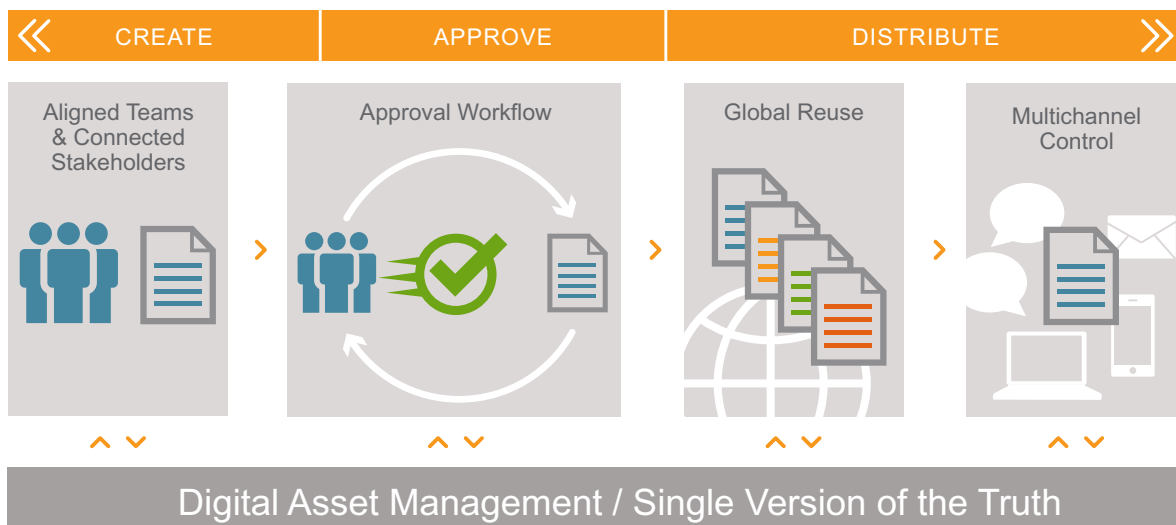 CREATE
APPROVE
DISTRIBUTE
Aligned Teams
& Connected
Stakeholders
Approval Workflow
Global Reuse
Multichannel
Control
Digital Asset Management / Single Version of the Truth